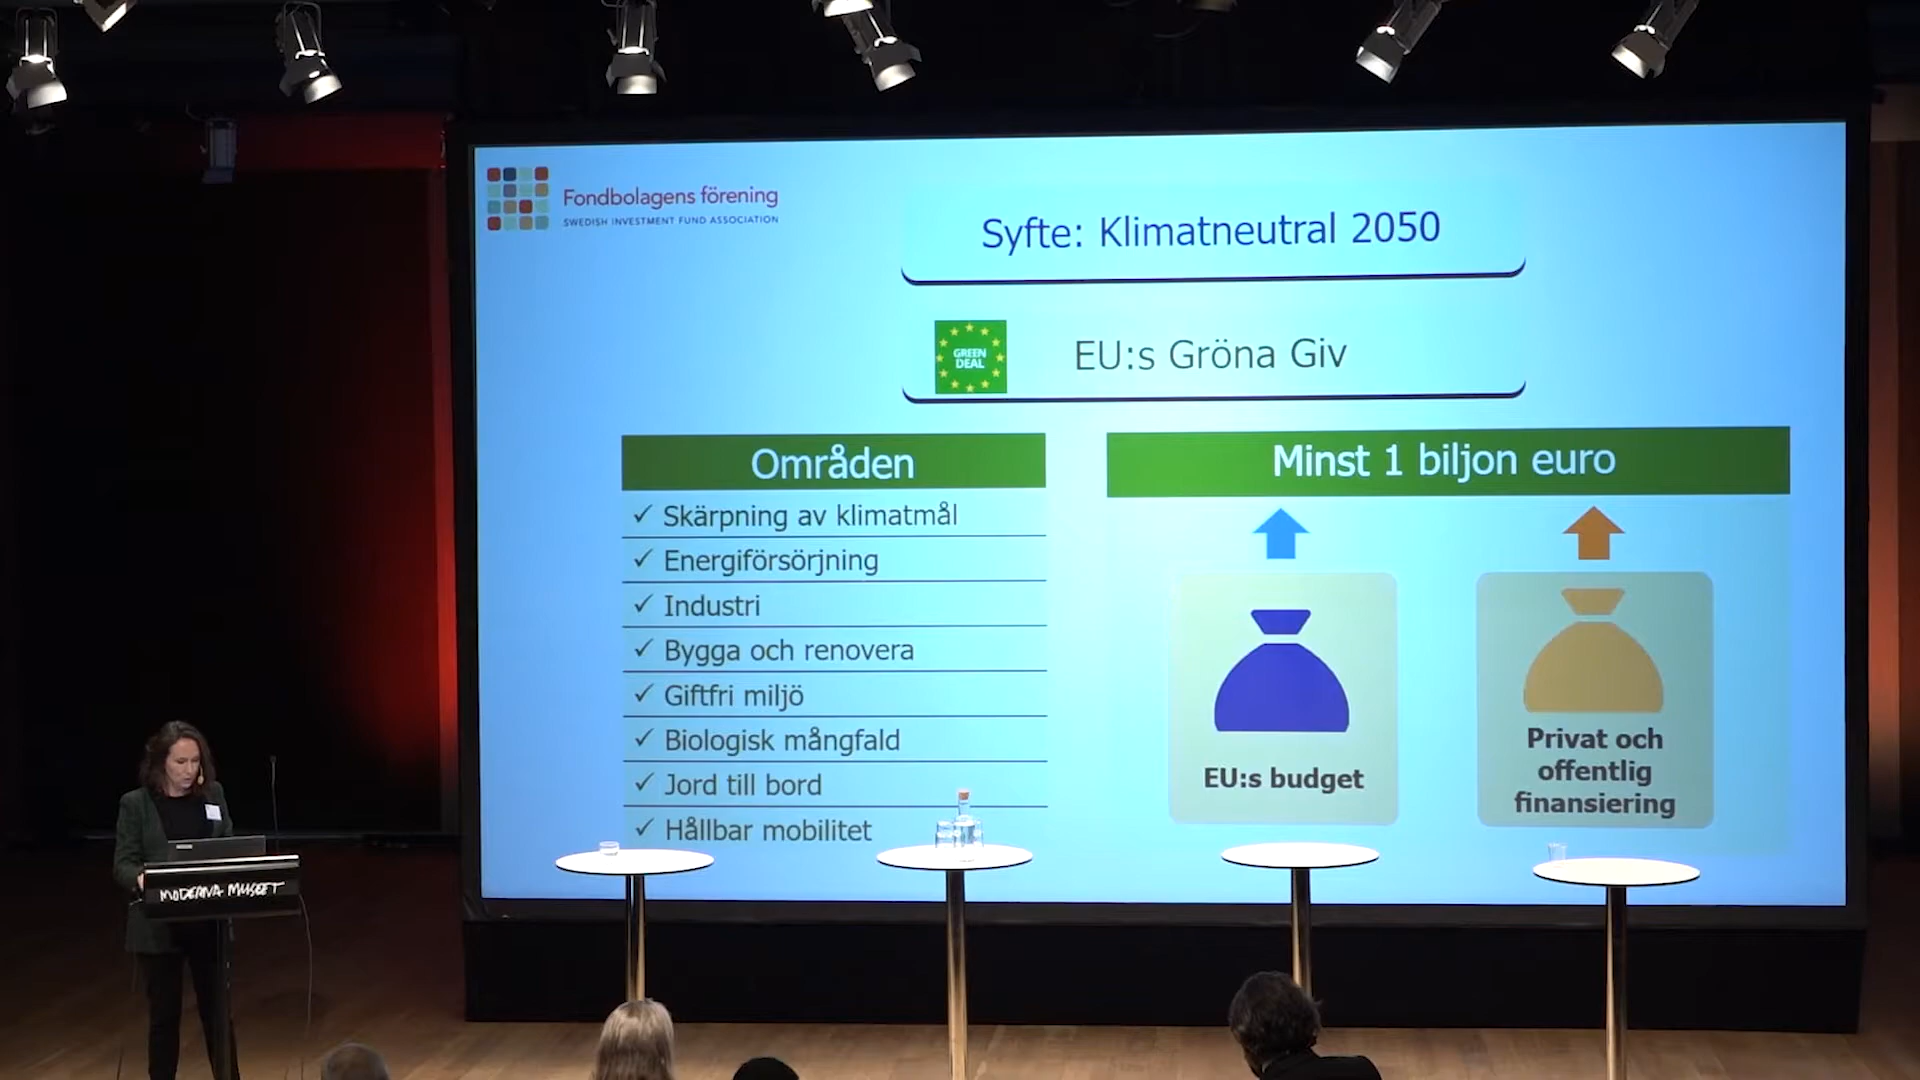 Fondbolagens förening
SWEDISH INVESTMENT FUND ASSOCIATION
Syfte: Klimatneutral 2050
GREEN
DEAL
EU:s Gröna Giv
Områden
✓ Skärpning av klimatmål
✓ Energiförsörjning
✓ Industri
✓ Bygga och renovera
✓ Giftfri miljö
✓ Biologisk mångfald
✓ Jord till bord
✓ Hållbar mobilitet
Minst 1 biljon euro
EU:s budget
Privat och
offentlig
finansiering
MODERNA MUSEET